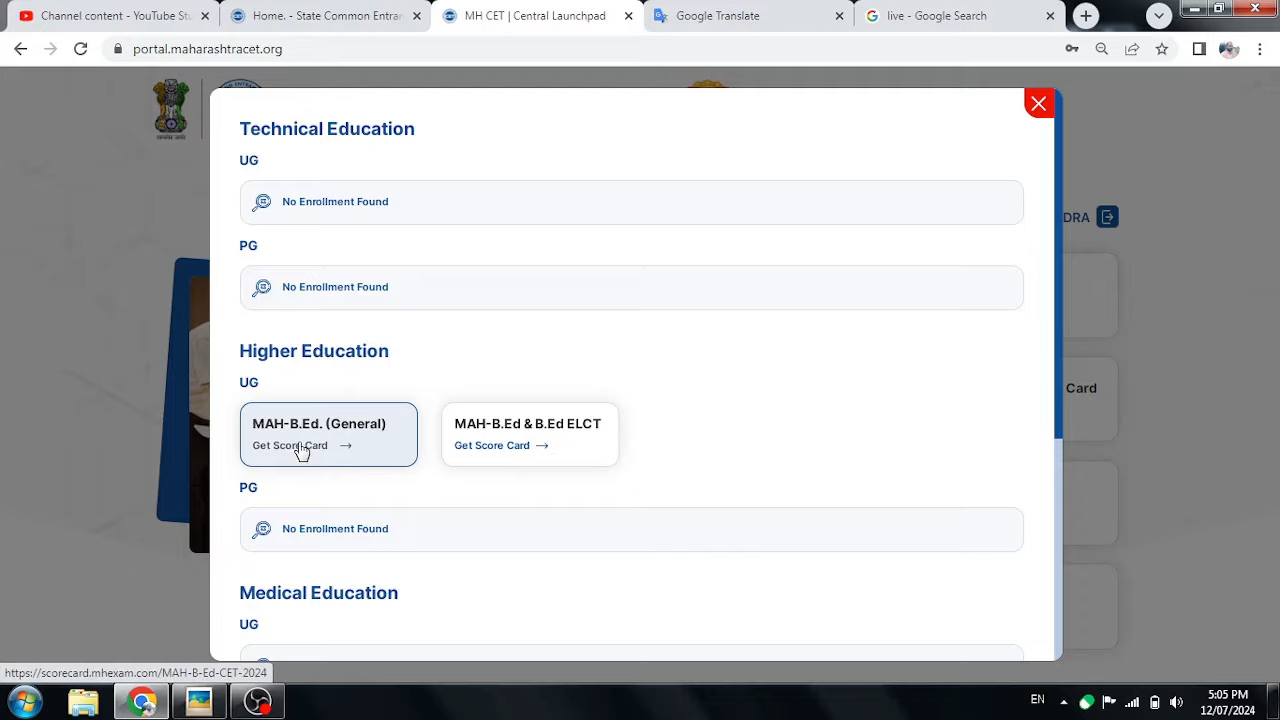 Channel content - YouTube St
Home. - State Common Entran
MH CET | Central Launchpad
Google Translate
live - Google Search
portal.maharashtracet.org
Technical Education
UG
No Enrollment Found
PG
No Enrollment Found
DRA
Higher Education
UG
MAH-B.Ed. (General)
Get Score Card →
MAH-B.Ed & B.Ed ELCT
Get Score Card →
Card
PG
No Enrollment Found
Medical Education
UG
https://scorecard.mhexam.com/MAH-B-Ed-CET-2024
EN
5:05 PM
12/07/2024